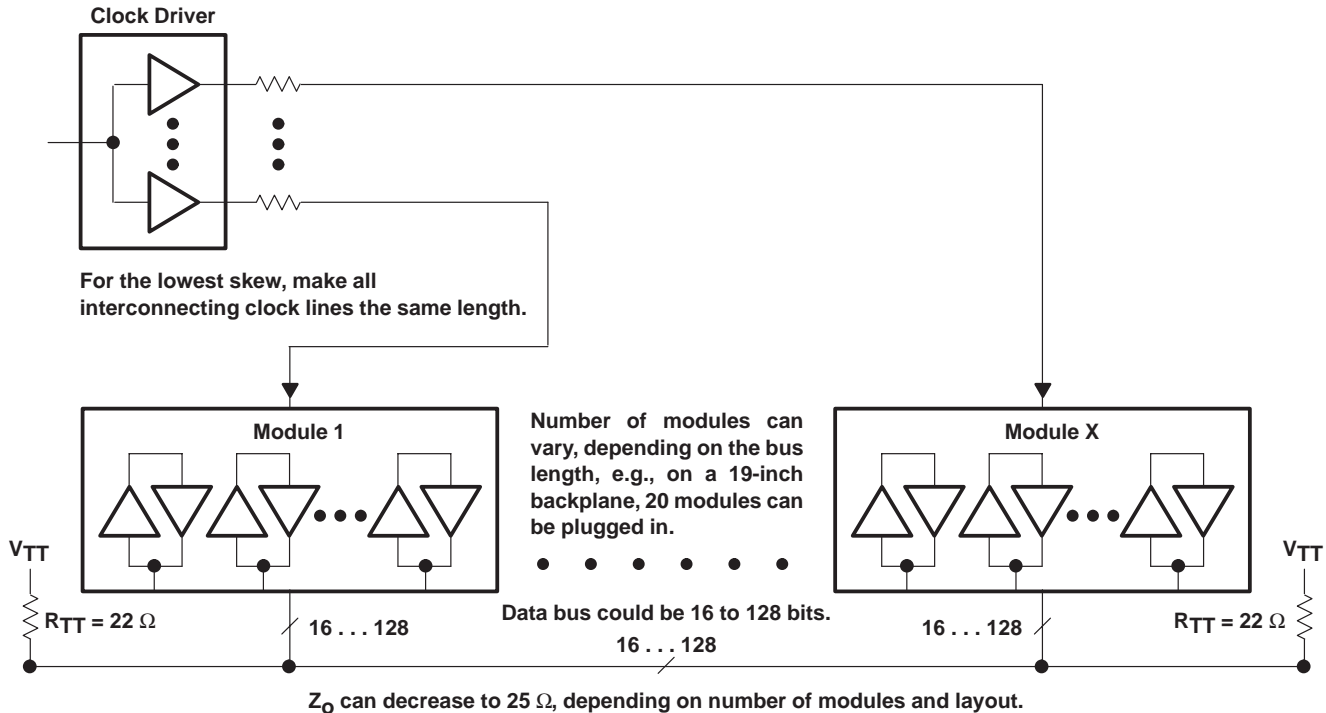 Clock Driver
For the lowest skew, make all
interconnecting clock lines the same length.
Module 1
Number of modules can
vary, depending on the bus
length, e.g., on a 19-inch
backplane, 20 modules can
be plugged in.
Module X
VTT
VTT
RTT = 22 Ω
16 . . . 128
Data bus could be 16 to 128 bits.
16 . . . 128
16 . . . 128
RTT = 22 Ω
Zo can decrease to 25 Ω, depending on number of modules and layout.